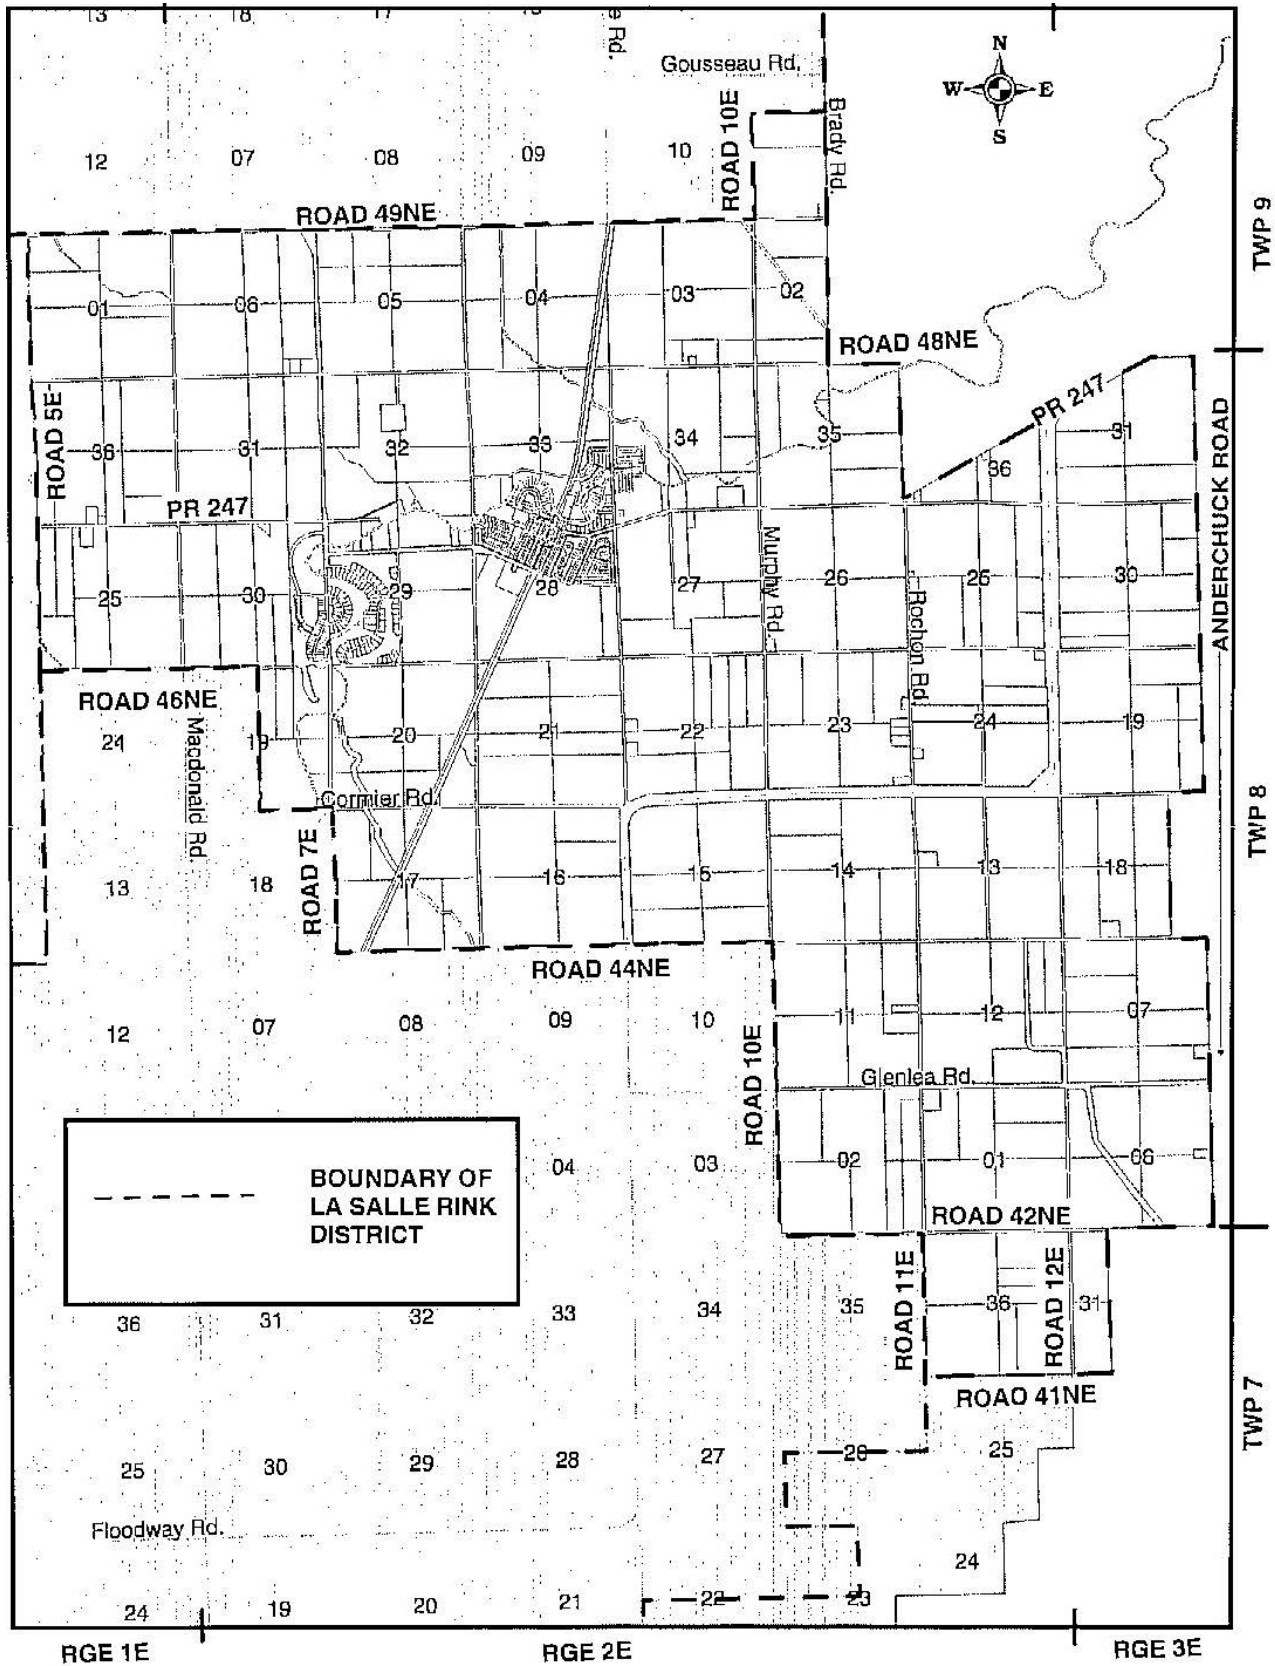 13 18 17
e Rd.
Gousseau Rd.
N
W E
S
ROAD 10E
Brady Rd.
12 07 08 09 10
ROAD 49NE
TWP 9
01 06 05 04 03 02
ROAD 48NE
ROAD 5E
PR 247
36 31 32 33 34 35 36 31
ANDERCHUCK ROAD
PR 247
Murphy Rd.
25 30 29 28 27 26 25 30
Rochon Rd.
ROAD 46NE
Macdonald Rd.
24 19 20 21 22 23 24 19
Cormier Rd.
ROAD 7E
TWP 8
13 18 17 16 15 14 13 18
ROAD 44NE
12 07 08 09 10 11 12 07
ROAD 10E
Glenlea Rd.
04 03 02 01 06
BOUNDARY OF
LA SALLE RINK
DISTRICT
ROAD 42NE
ROAD 11E
ROAD 12E
36 31 32 33 34 35 36 31
ROAD 41NE
TWP 7
25 30 29 28 27 26 25
Floodway Rd.
24
24 19 20 21 22 23
RGE 1E RGE 2E RGE 3E